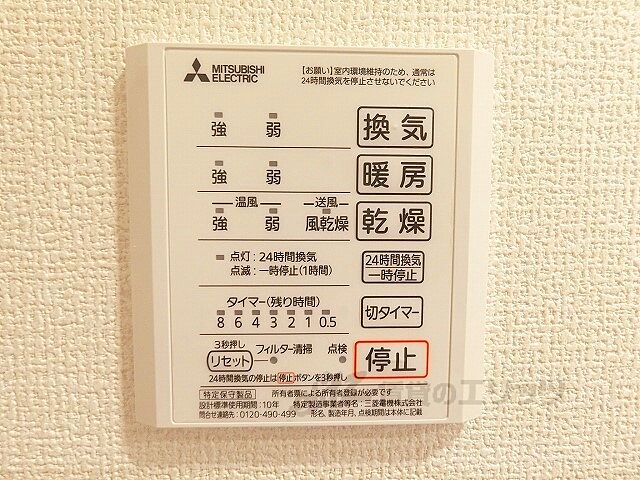 MITSUBISHI
ELECTRIC
【お願い】室内環境維持のため、通常は
24時間換気を停止させないでください
強 弱 換気
強 弱 暖房
温風 送風
強 弱 風乾燥 乾燥
点灯：24時間換気
点滅：一時停止(1時間)
24時間換気
一時停止
タイマー(残り時間)
8 6 4 3 2 1 0.5
切タイマー
3秒押し
リセット フィルター清掃 点検
停止
24時間換気の停止は 停止 ボタンを3秒押し
特定保守製品 所有者票による所有者登録が必要です
設計標準使用期間：10年 特定製造事業者等名：三菱電機株式会社
問合せ連絡先：0120-490-499 形名、製造年月、点検期間は本体に記載